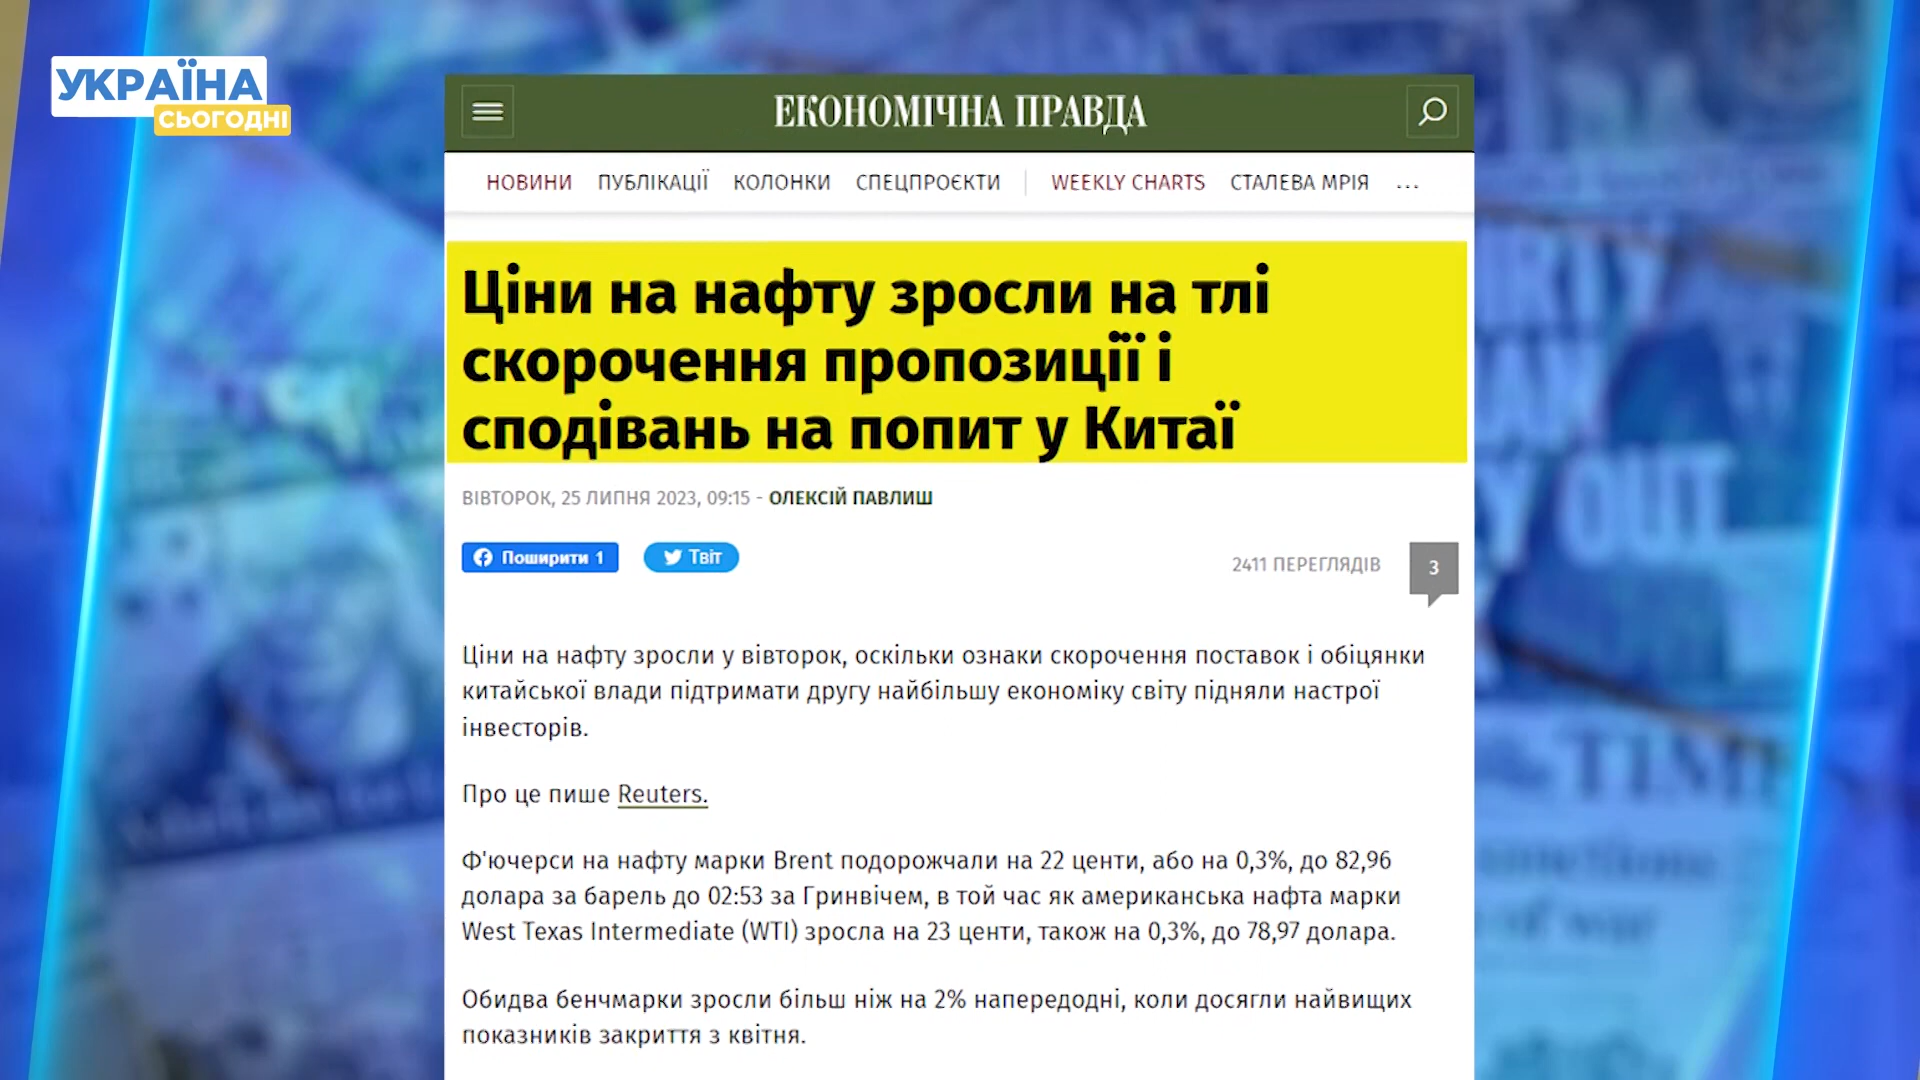 УКРАЇНА
СЬОГОДНІ
ЕКОНОМІЧНА ПРАВДА
НОВИНИ ПУБЛІКАЦІЇ КОЛОНКИ СПЕЦПРОЄКТИ WEEKLY CHARTS СТАЛЕВА МРІЯ ...
Ціни на нафту зросли на тлі
скорочення пропозиції і
сподівань на попит у Китаї
ВІВТОРОК, 25 ЛИПНЯ 2023, 09:15 - ОЛЕКСІЙ ПАВЛИШ
Поширити 1 Твіт 2411 ПЕРЕГЛЯДІВ 3
Ціни на нафту зросли у вівторок, оскільки ознаки скорочення поставок і обіцянки
китайської влади підтримати другу найбільшу економіку світу підняли настрої
інвесторів.
Про це пише Reuters.
Ф'ючерси на нафту марки Brent подорожчали на 22 центи, або на 0,3%, до 82,96
долара за барель до 02:53 за Гринвічем, в той час як американська нафта марки
West Texas Intermediate (WTI) зросла на 23 центи, також на 0,3%, до 78,97 долара.
Обидва бенчмарки зросли більш ніж на 2% напередодні, коли досягли найвищих
показників закриття з квітня.
OUT
of war